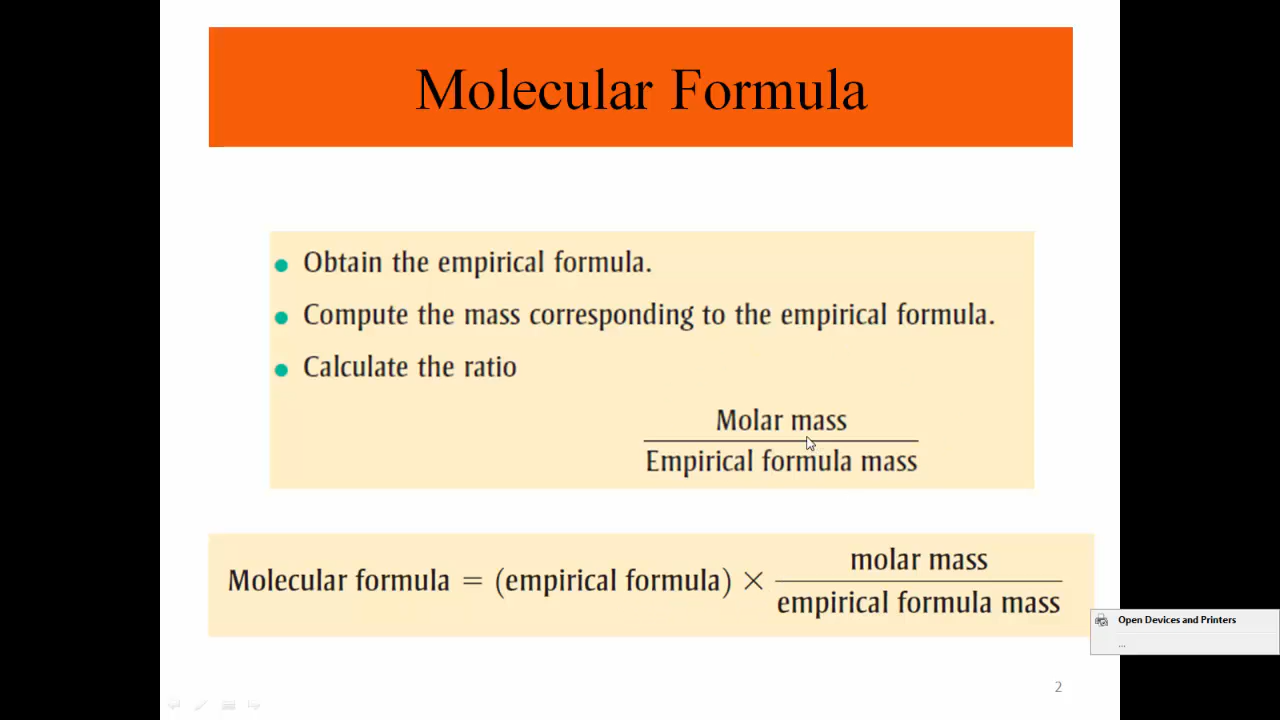 Molecular Formula
Obtain the empirical formula.
Compute the mass corresponding to the empirical formula.
Calculate the ratio
Molar mass
Empirical formula mass
Molecular formula = (empirical formula) × molar mass
empirical formula mass
Open Devices and Printers
...
2